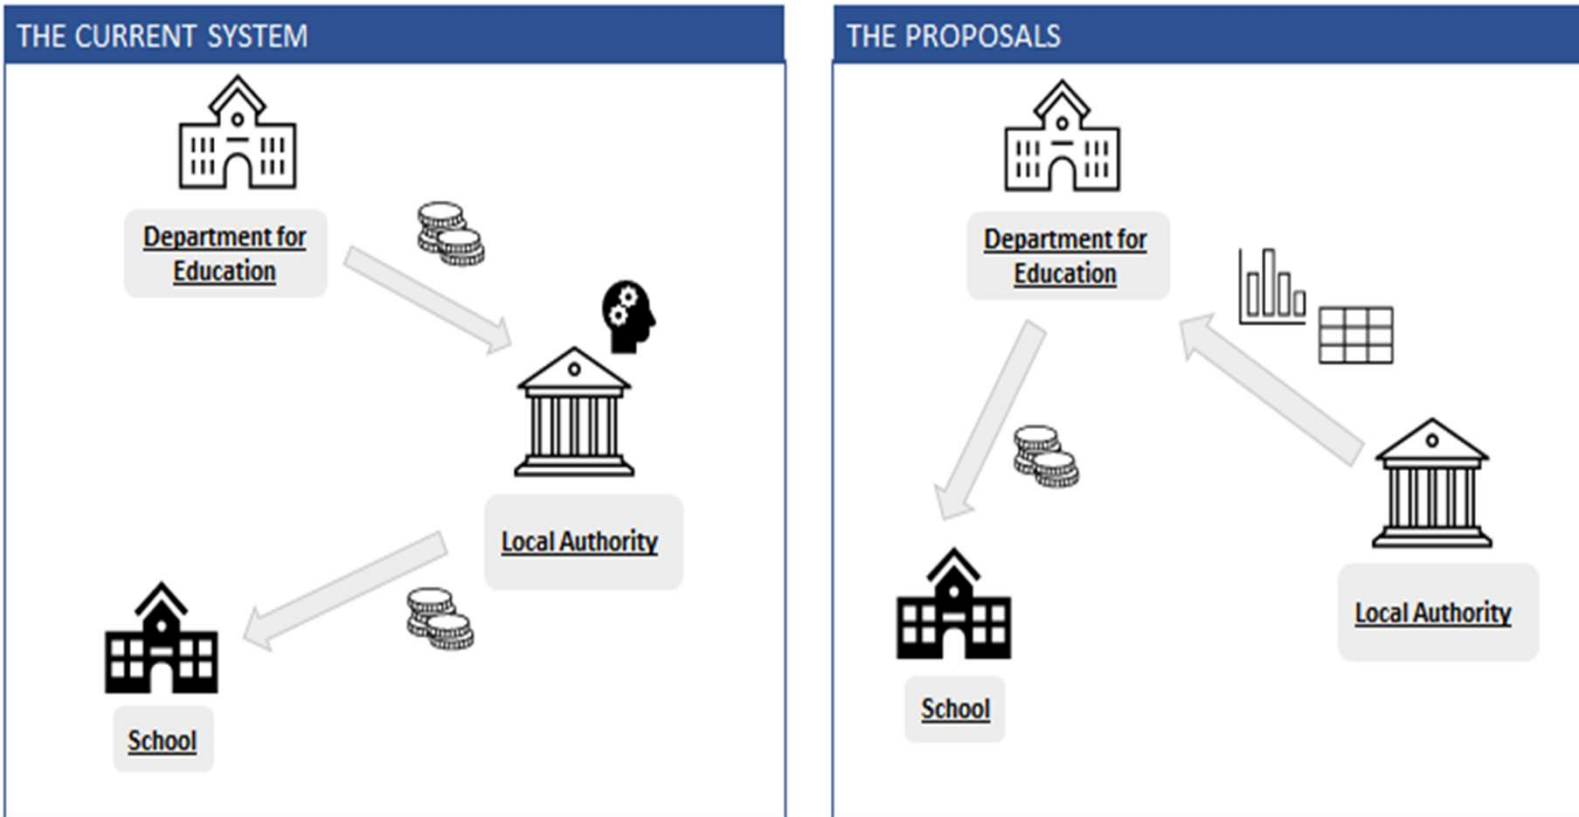 THE CURRENT SYSTEM
Department for
Education
Local Authority
School
THE PROPOSALS
Department for
Education
Local Authority
School